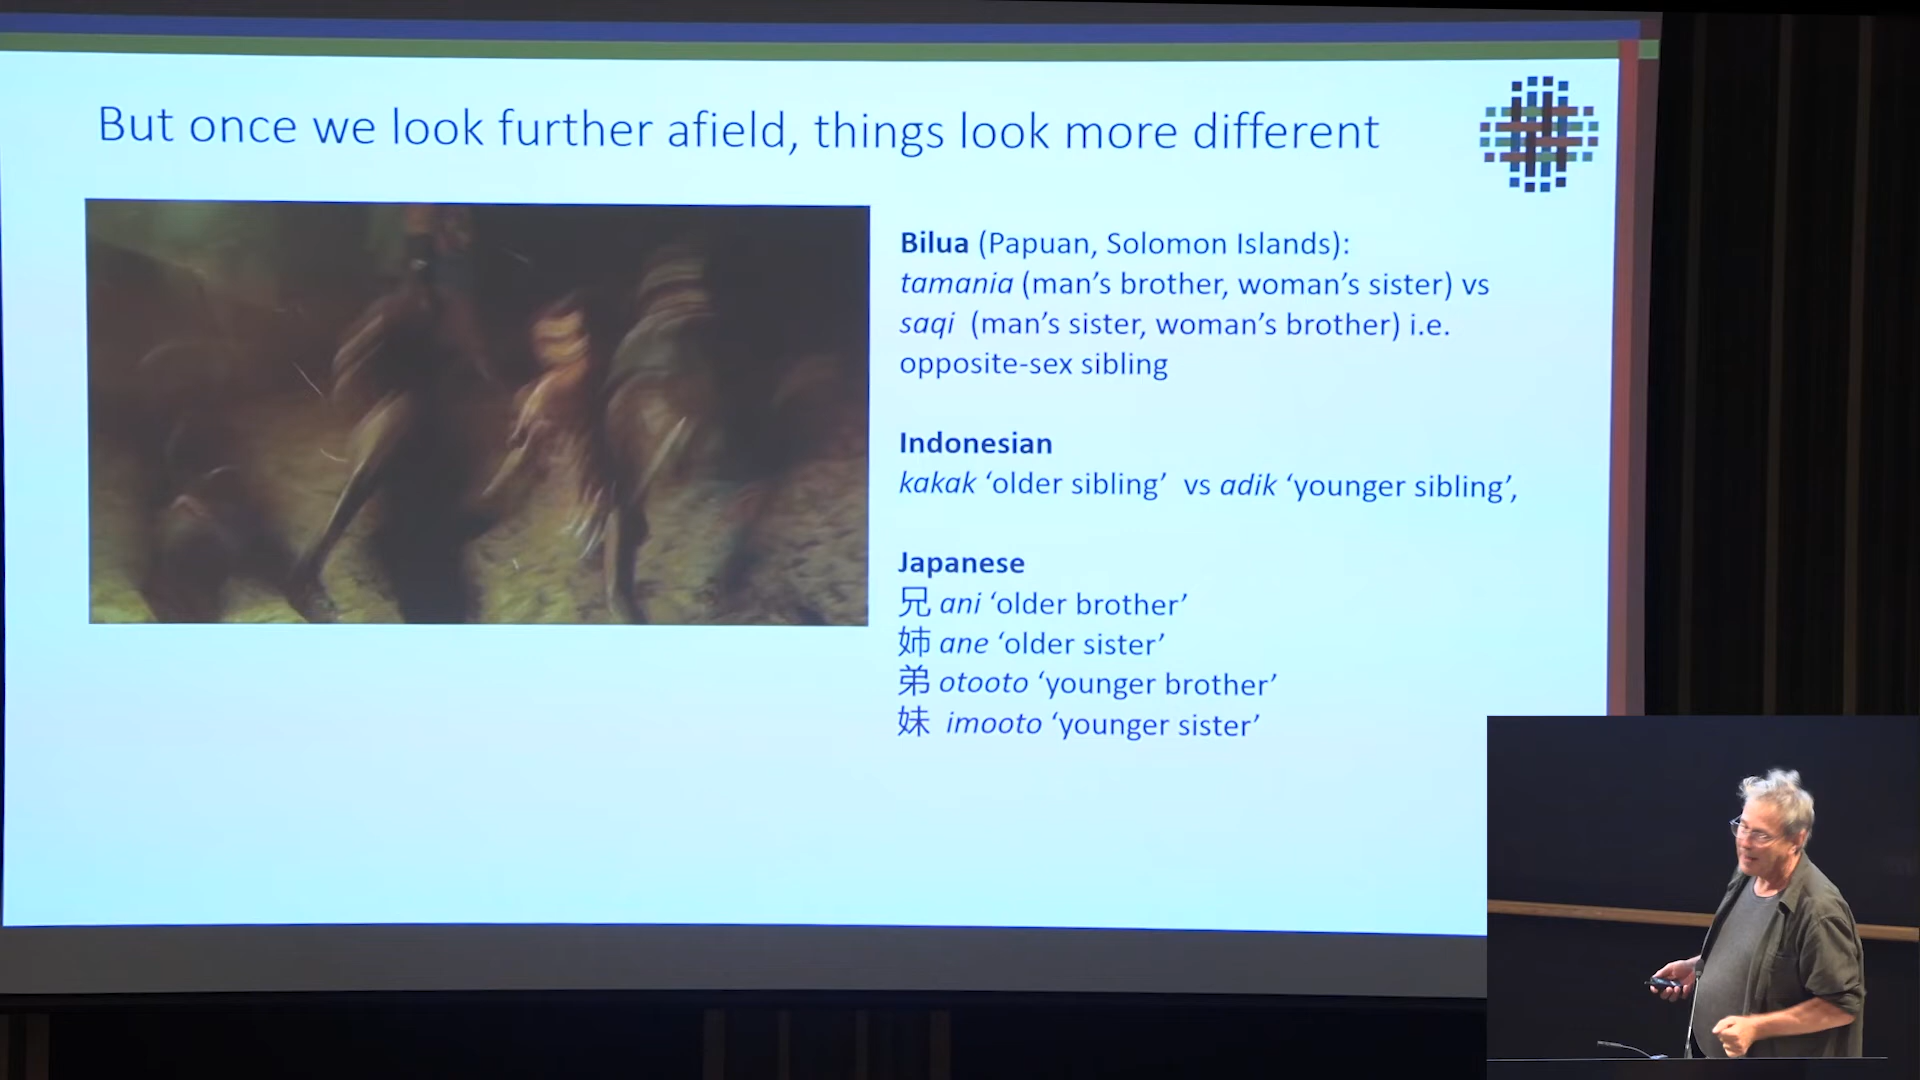 But once we look further afield, things look more different
Bilua (Papuan, Solomon Islands):
tamania (man’s brother, woman’s sister) vs
saqi (man’s sister, woman’s brother) i.e.
opposite-sex sibling
Indonesian
kakak ‘older sibling’ vs adik ‘younger sibling’,
Japanese
兄 ani ‘older brother’
姉 ane ‘older sister’
弟 otooto ‘younger brother’
妹 imooto ‘younger sister’